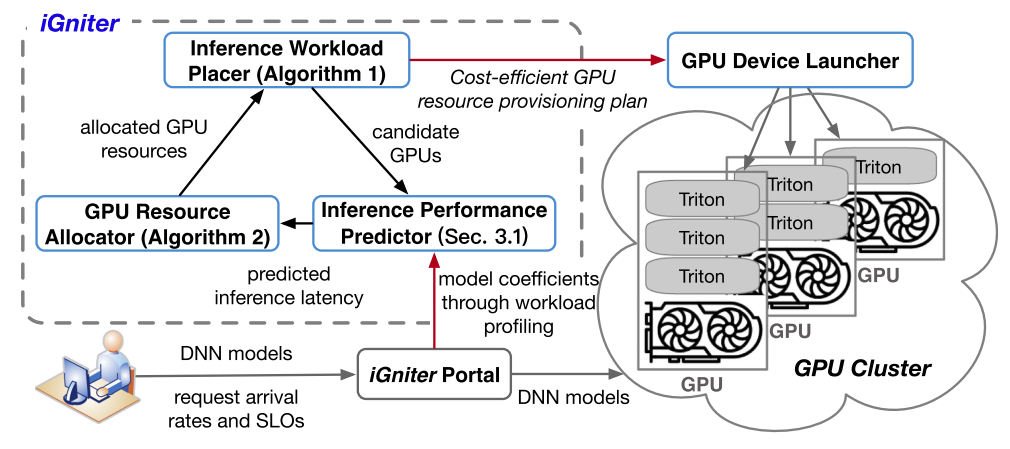 iGniter
Inference Workload
Placer (Algorithm 1)
GPU Device Launcher
Cost-efficient GPU
resource provisioning plan
allocated GPU
resources
candidate
GPUs
GPU Resource
Allocator (Algorithm 2)
Inference Performance
Predictor (Sec. 3.1)
predicted
inference latency
model coefficients
through workload
profiling
Triton
Triton
Triton
Triton
Triton
Triton
GPU
GPU
GPU
GPU Cluster
DNN models
request arrival
rates and SLOs
iGniter Portal
DNN models